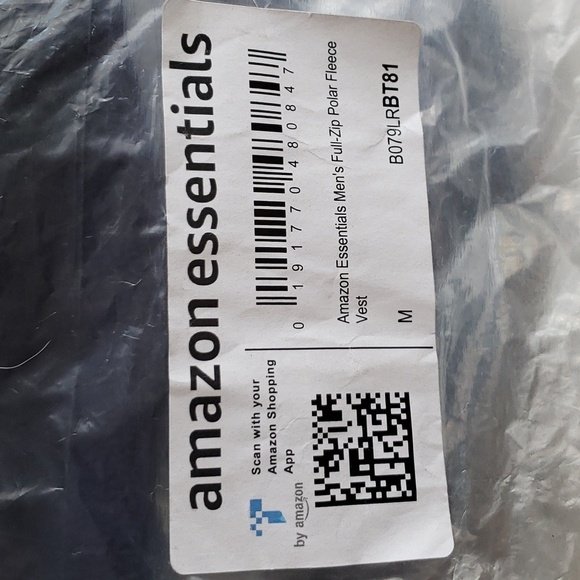 amazon essentials
Scan with your
Amazon Shopping
App
by amazon
0 191770 480847
Amazon Essentials Men's Full-Zip Polar Fleece
Vest
M
B079LRBT81